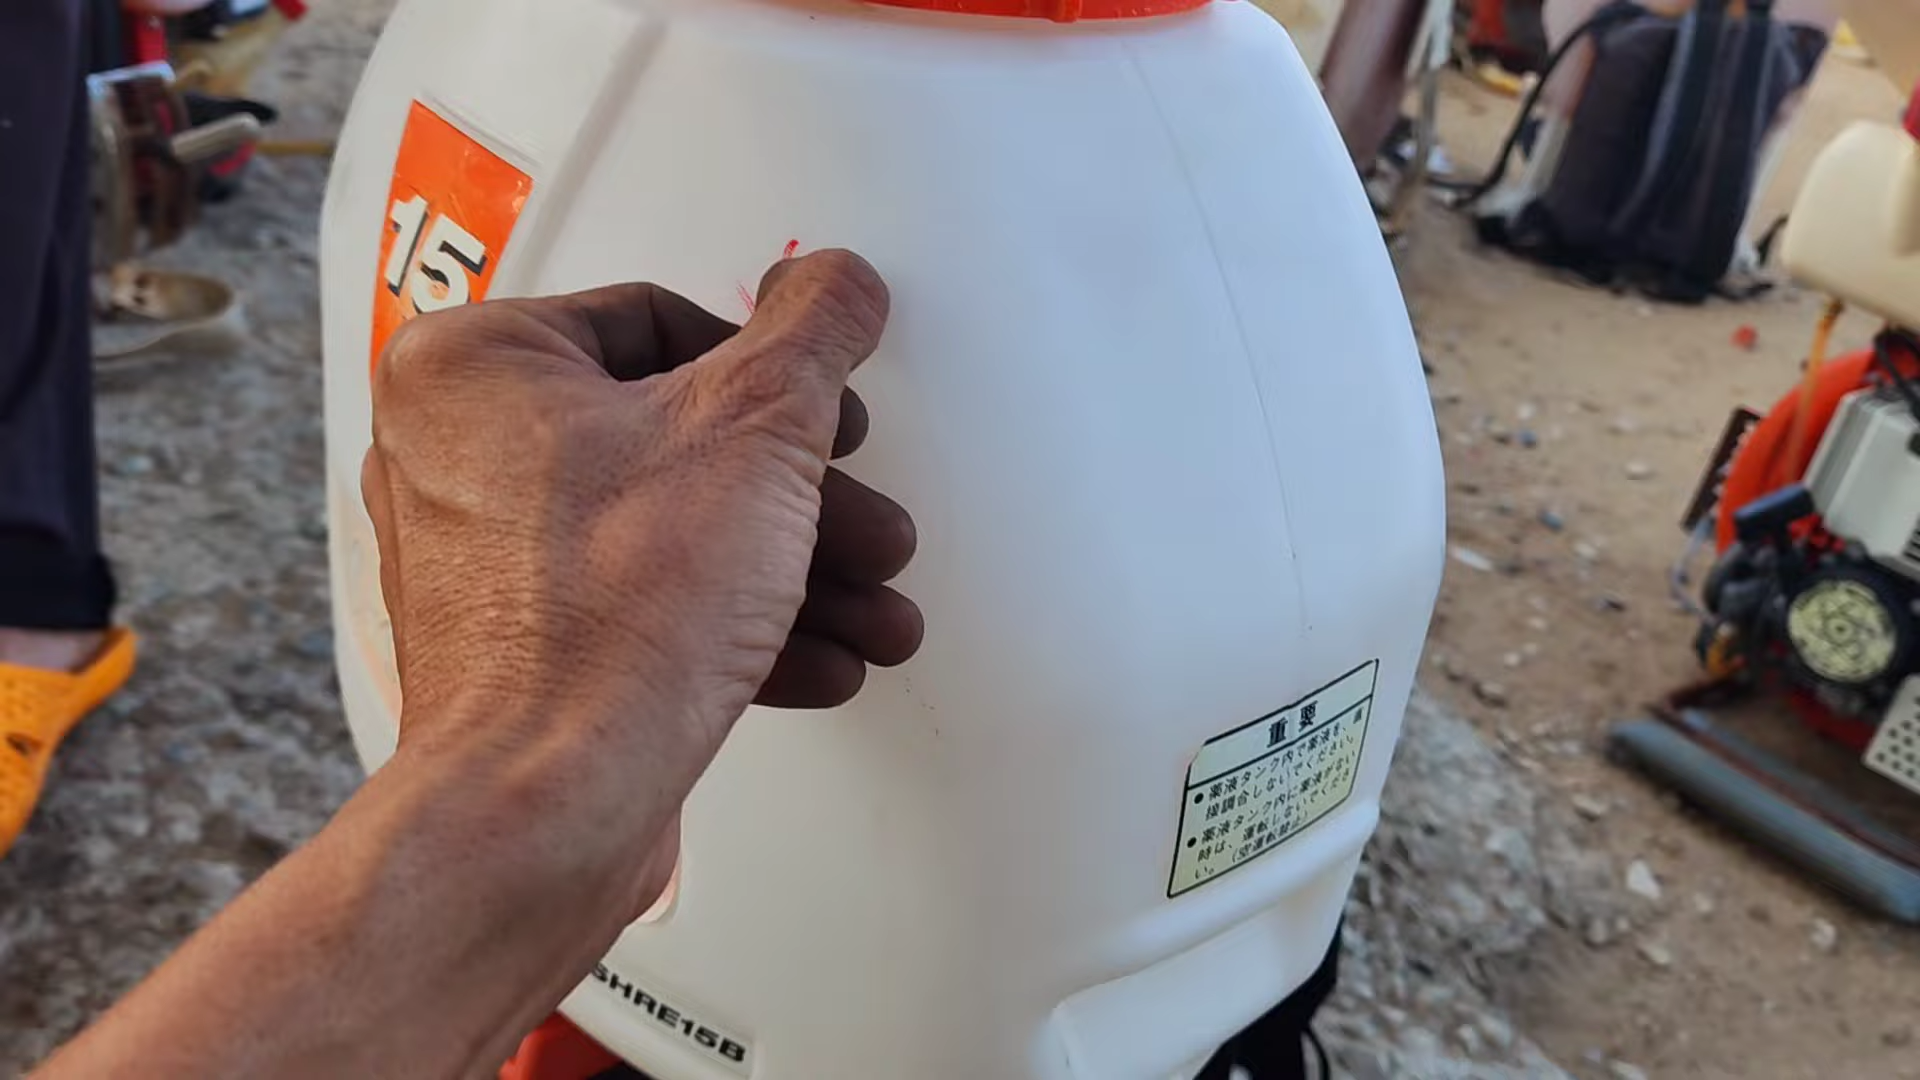 15
重要
●薬液タンク内で薬液を、直
接調合しないでください。
●薬液タンク内に薬液がない
時は、運転しないでくださ
い。(空運転禁止)
SHRE15B